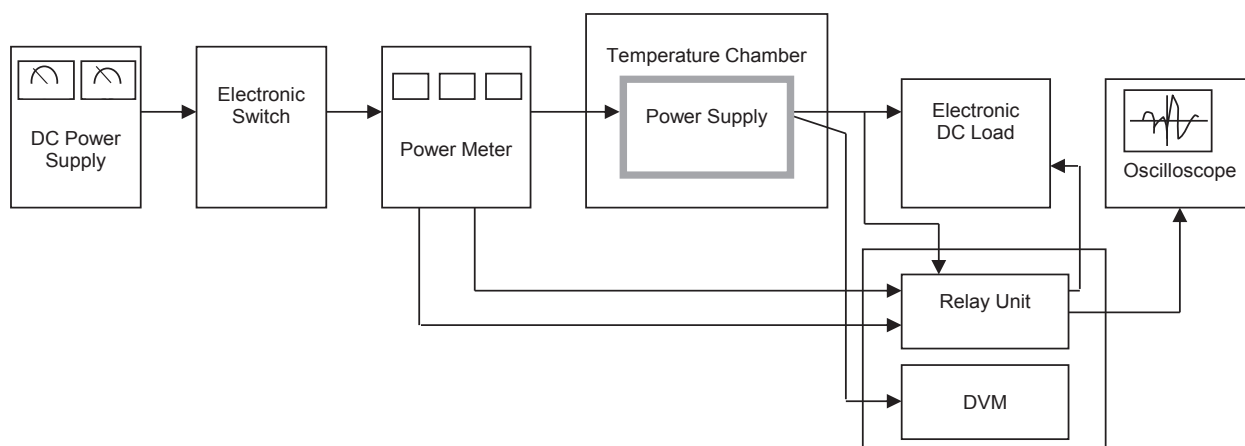 DC Power
Supply
Electronic
Switch
Power Meter
Temperature Chamber
Power Supply
Electronic
DC Load
Oscilloscope
Relay Unit
DVM